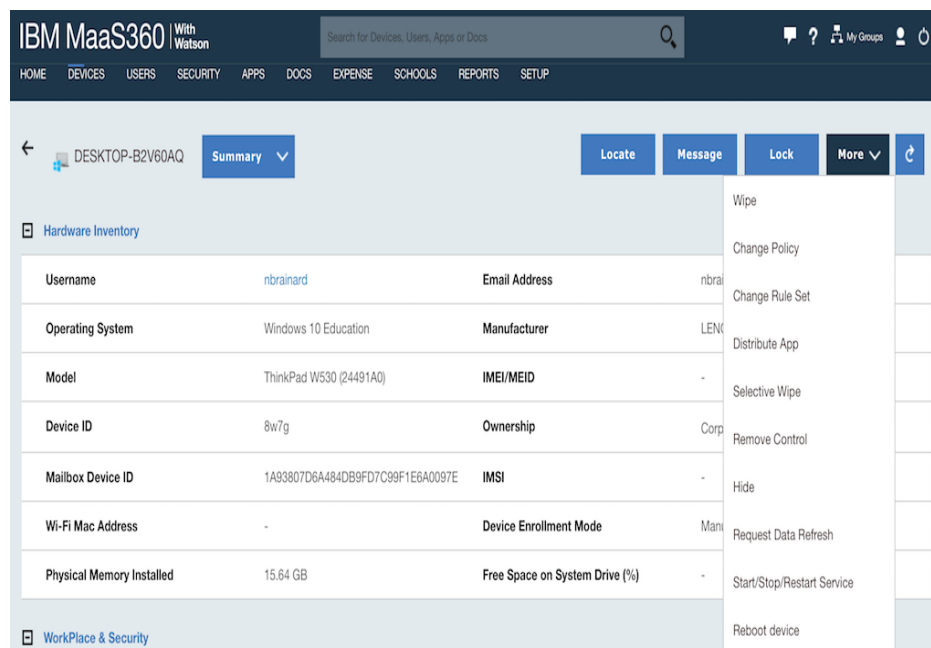 IBM MaaS360 | With Watson
Search for Devices, Users, Apps or Docs
? My Groups
HOME DEVICES USERS SECURITY APPS DOCS EXPENSE SCHOOLS REPORTS SETUP
DESKTOP-B2V60AQ Summary Locate Message Lock More
Wipe
Hardware Inventory
Change Policy
Username nbrainard Email Address nbrai
Change Rule Set
Operating System Windows 10 Education Manufacturer LENO
Distribute App
Model ThinkPad W530 (24491A0) IMEI/MEID -
Selective Wipe
Device ID 8w7g Ownership Corp
Remove Control
Mailbox Device ID 1A93807D6A484DB9FD7C99F1E6A0097E IMSI -
Hide
Wi-Fi Mac Address - Device Enrollment Mode Manu
Request Data Refresh
Physical Memory Installed 15.64 GB Free Space on System Drive (%) -
Start/Stop/Restart Service
Reboot device
WorkPlace & Security